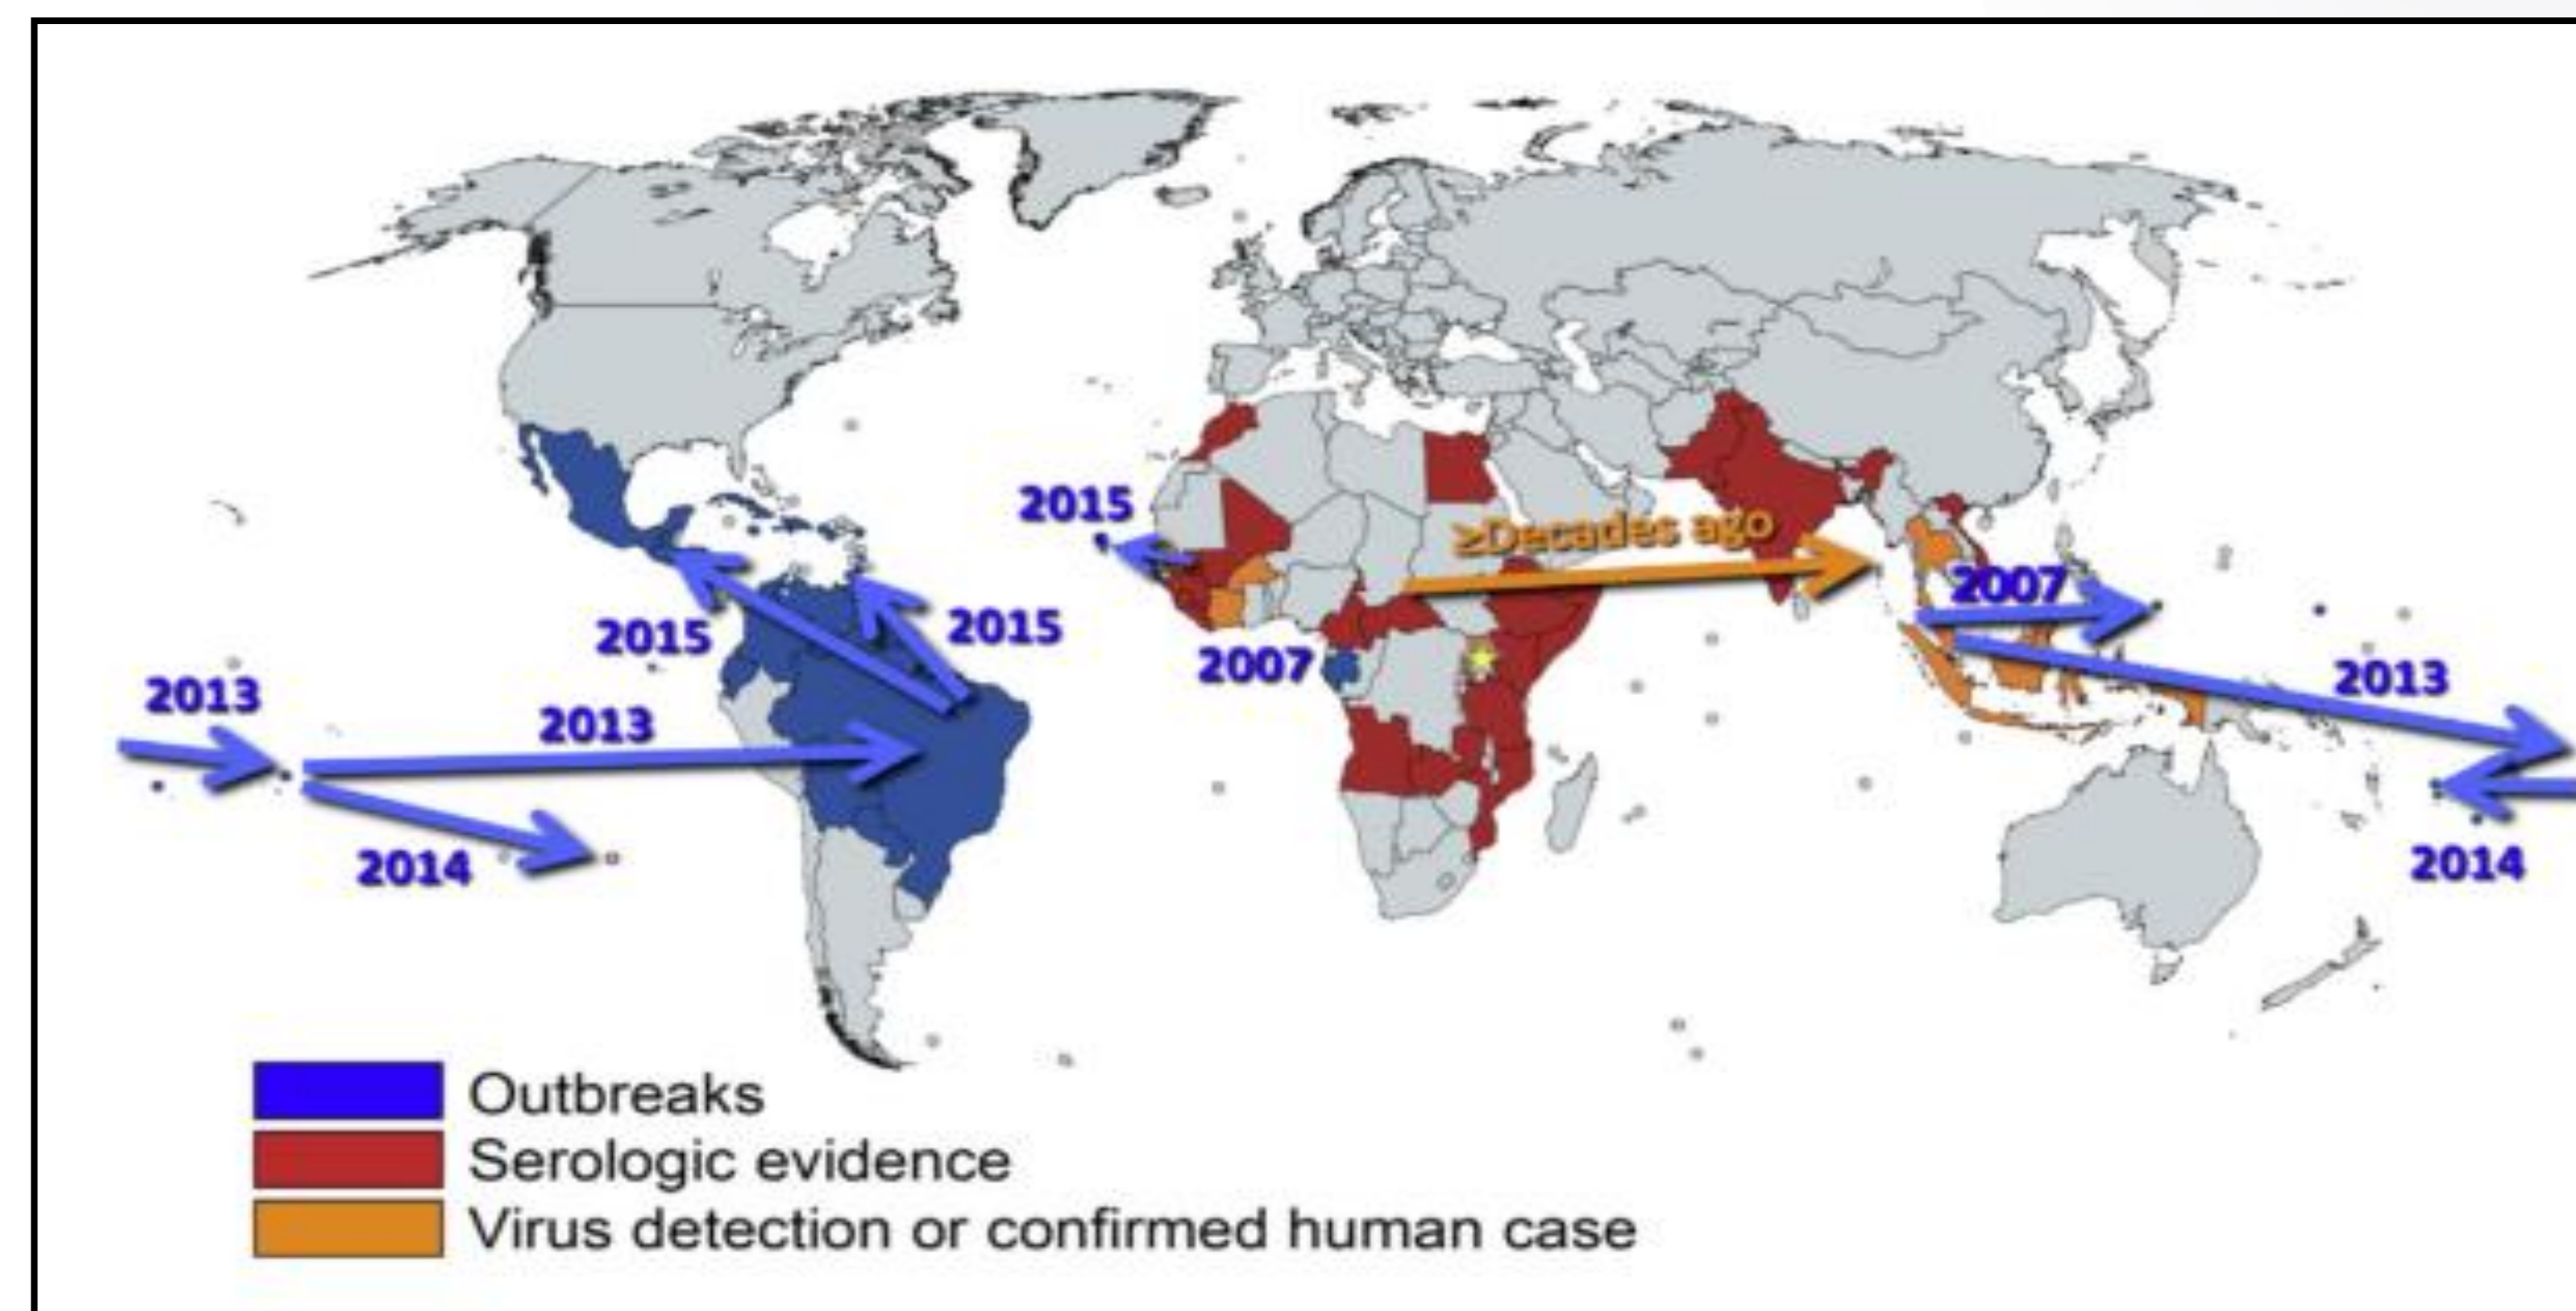 2015
≥Decades ago
2007
2015
2015
2007
2013
2013
2013
2014
2014
Outbreaks
Serologic evidence
Virus detection or confirmed human case